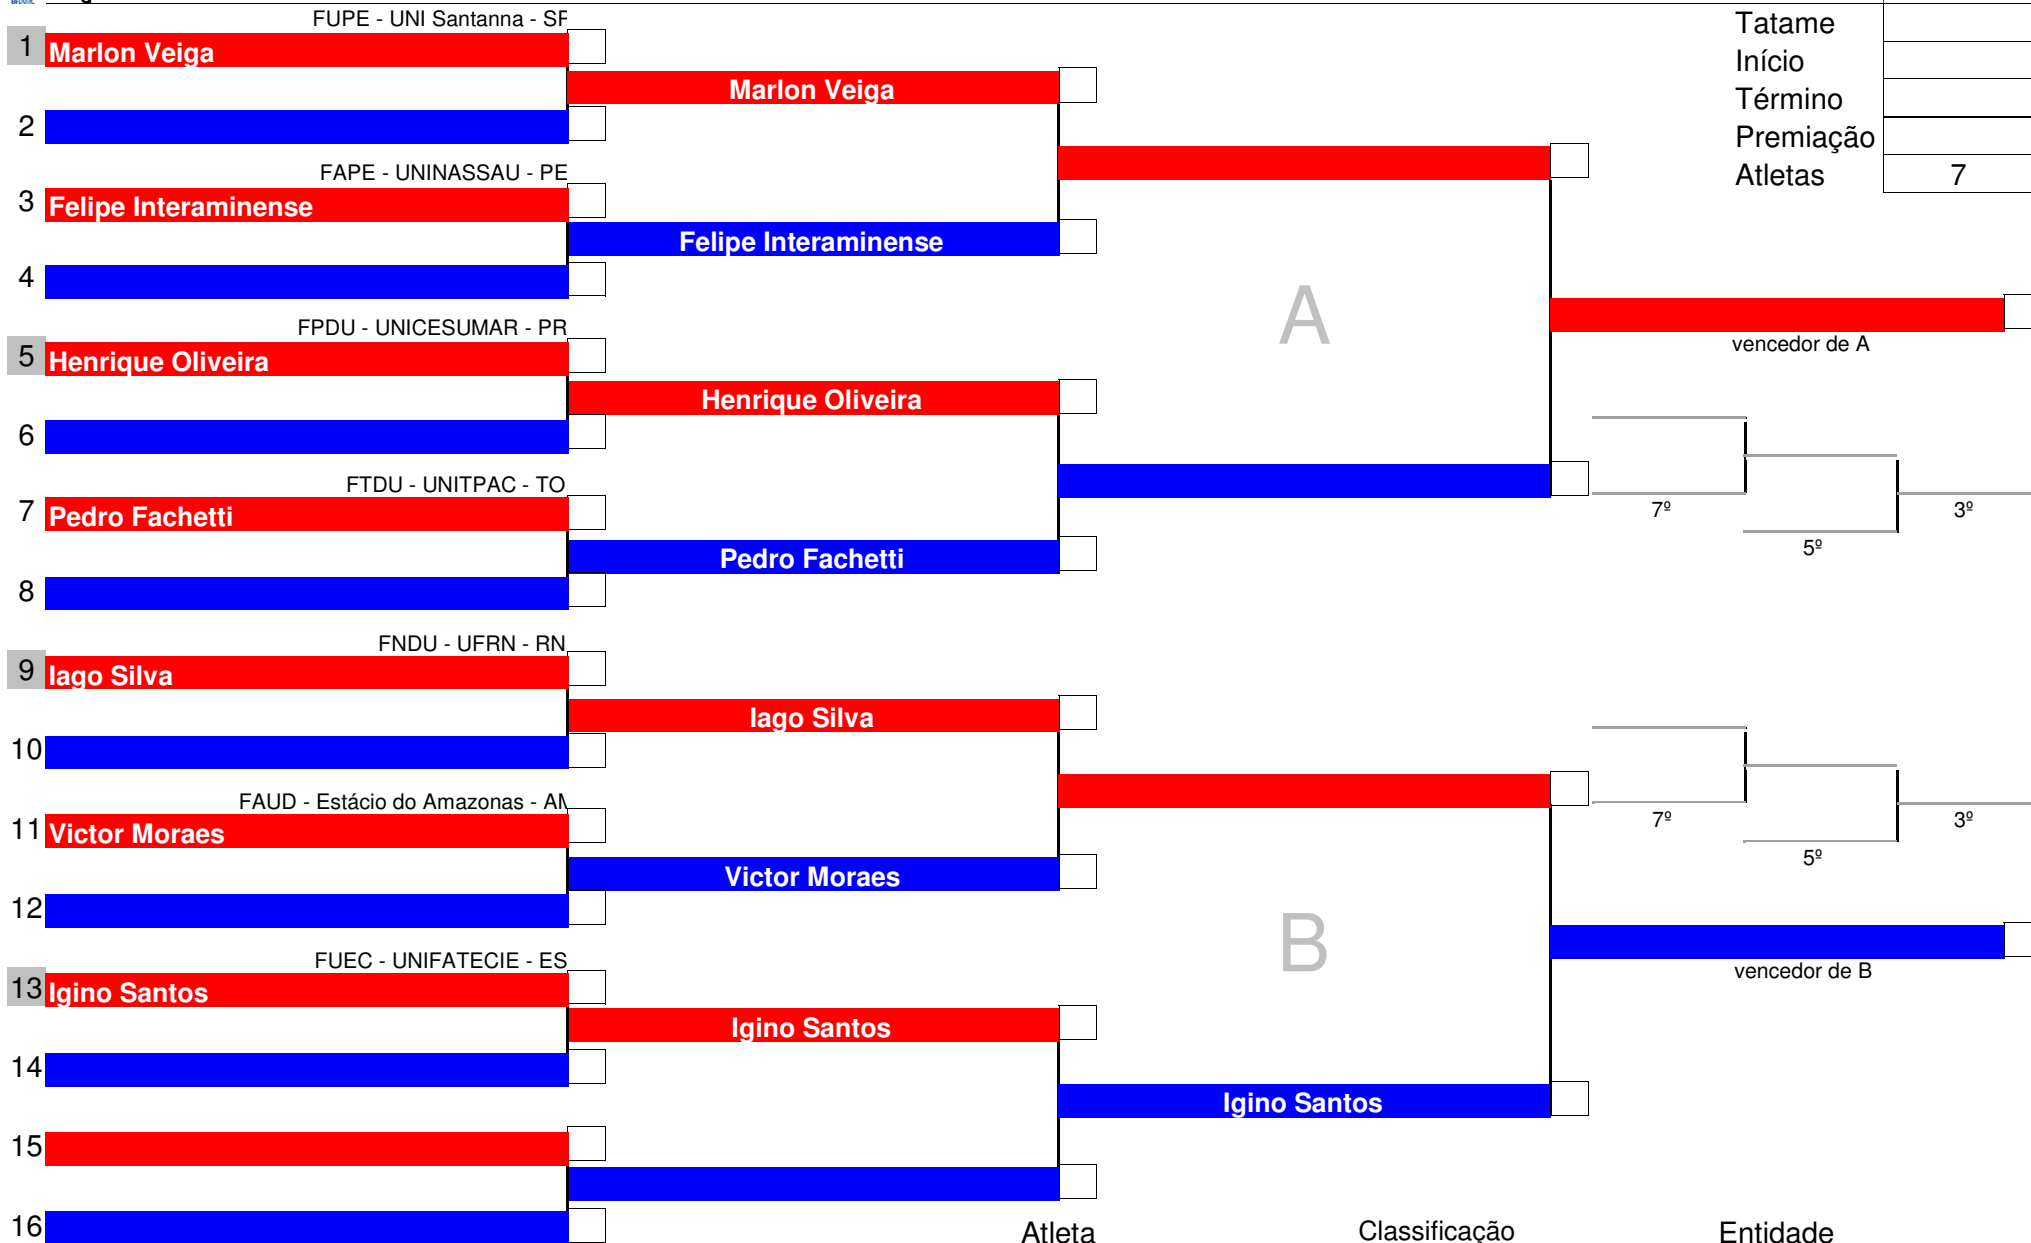 FUPE - UNI Santanna - SP
Tatame
1 Marlon Veiga
Início
Marlon Veiga
Término
2
Premiação
FAPE - UNINASSAU - PE
Atletas 7
3 Felipe Interaminense
Felipe Interaminense
4
A
FPDU - UNICESUMAR - PR
vencedor de A
5 Henrique Oliveira
Henrique Oliveira
6
FTDU - UNITPAC - TO
7º
3º
7 Pedro Fachetti
5º
Pedro Fachetti
8
FNDU - UFRN - RN
9 Iago Silva
Iago Silva
10
FAUD - Estácio do Amazonas - AM
7º
3º
11 Victor Moraes
5º
Victor Moraes
12
B
FUEC - UNIFATECIE - ES
vencedor de B
13 Igino Santos
Igino Santos
14
Igino Santos
15
16
Atleta Classificação Entidade